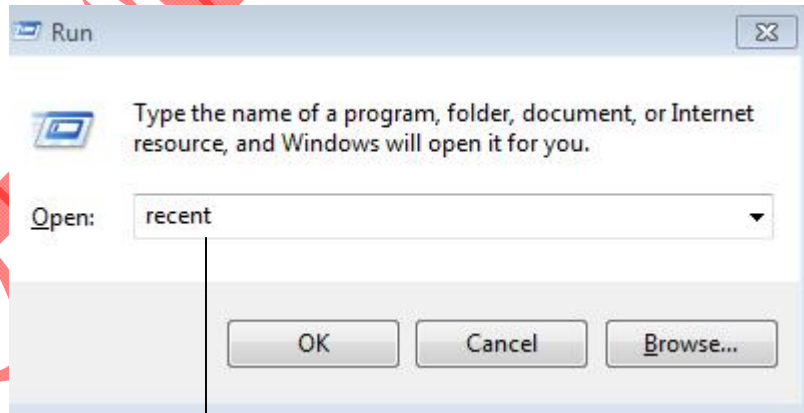 Run
Type the name of a program, folder, document, or Internet
resource, and Windows will open it for you.
Open: recent
OK Cancel Browse...